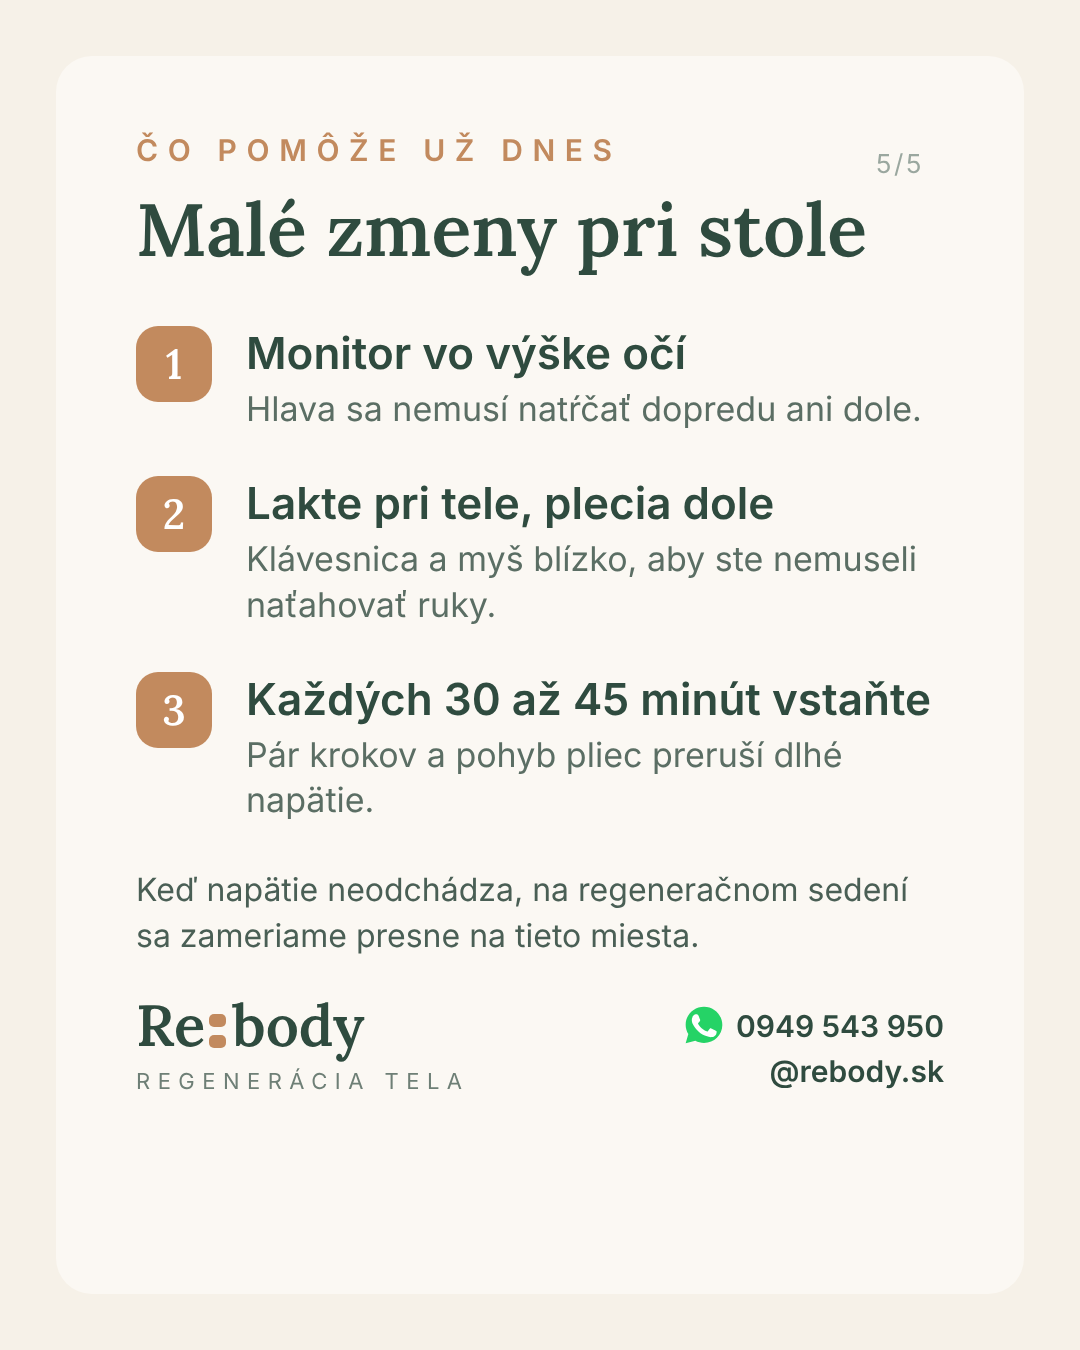 ČO POMÔŽE UŽ DNES
5/5
Malé zmeny pri stole
1
Monitor vo výške očí
Hlava sa nemusí natŕčať dopredu ani dole.
2
Lakte pri tele, plecia dole
Klávesnica a myš blízko, aby ste nemuseli
naťahovať ruky.
3
Každých 30 až 45 minút vstaňte
Pár krokov a pohyb pliec preruší dlhé
napätie.
Keď napätie neodchádza, na regeneračnom sedení
sa zameriame presne na tieto miesta.
Re:body
REGENERÁCIA TELA
0949 543 950
@rebody.sk